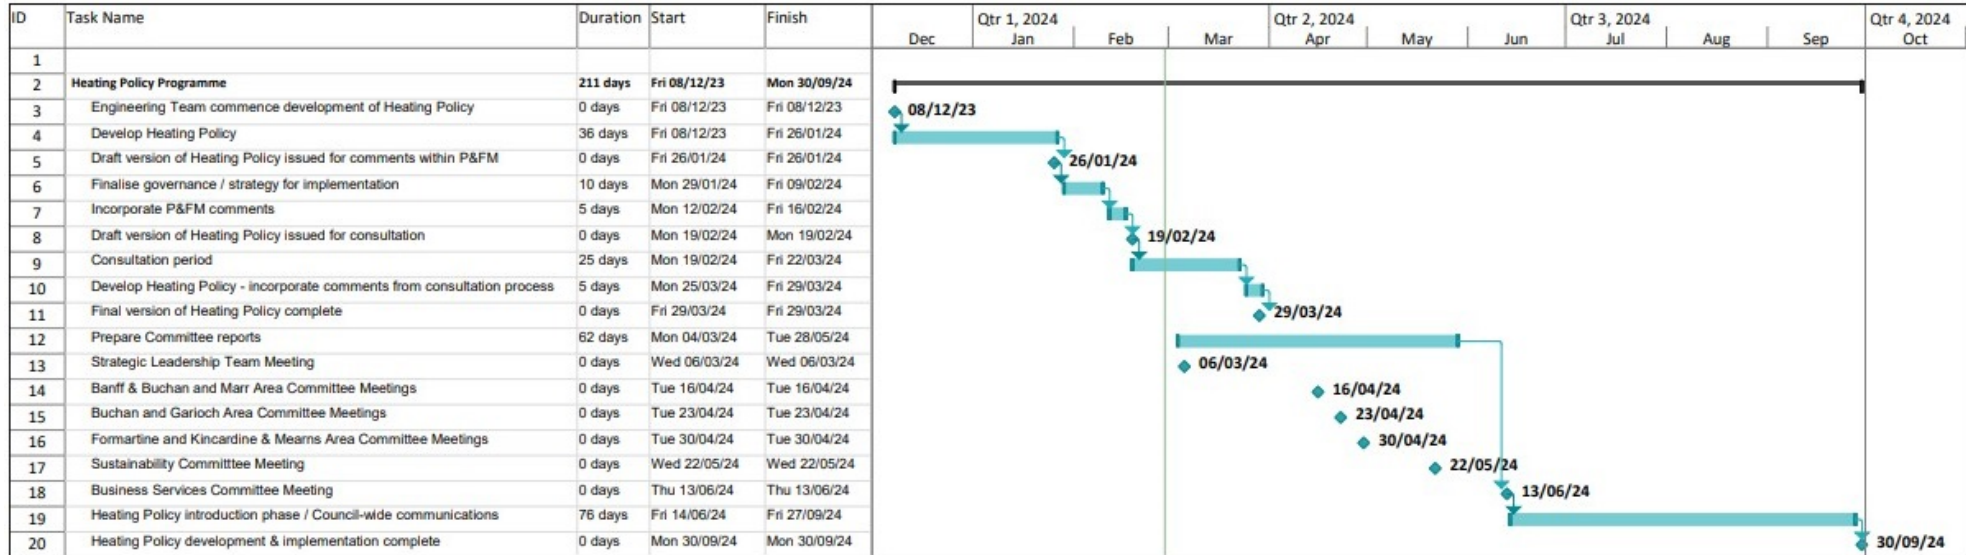 ID Task Name Duration Start Finish Qtr 1, 2024 Qtr 2, 2024 Qtr 3, 2024 Qtr 4, 2024
Dec Jan Feb Mar Apr May Jun Jul Aug Sep Oct
1
2 Heating Policy Programme 211 days Fri 08/12/23 Mon 30/09/24
3 Engineering Team commence development of Heating Policy 0 days Fri 08/12/23 Fri 08/12/23 08/12/23
4 Develop Heating Policy 36 days Fri 08/12/23 Fri 26/01/24
5 Draft version of Heating Policy issued for comments within P&FM 0 days Fri 26/01/24 Fri 26/01/24 26/01/24
6 Finalise governance / strategy for implementation 10 days Mon 29/01/24 Fri 09/02/24
7 Incorporate P&FM comments 5 days Mon 12/02/24 Fri 16/02/24
8 Draft version of Heating Policy issued for consultation 0 days Mon 19/02/24 Mon 19/02/24 19/02/24
9 Consultation period 25 days Mon 19/02/24 Fri 22/03/24
10 Develop Heating Policy - incorporate comments from consultation process 5 days Mon 25/03/24 Fri 29/03/24
11 Final version of Heating Policy complete 0 days Fri 29/03/24 Fri 29/03/24 29/03/24
12 Prepare Committee reports 62 days Mon 04/03/24 Tue 28/05/24
13 Strategic Leadership Team Meeting 0 days Wed 06/03/24 Wed 06/03/24 06/03/24
14 Banff & Buchan and Marr Area Committee Meetings 0 days Tue 16/04/24 Tue 16/04/24 16/04/24
15 Buchan and Garioch Area Committee Meetings 0 days Tue 23/04/24 Tue 23/04/24 23/04/24
16 Formartine and Kincardine & Mearns Area Committee Meetings 0 days Tue 30/04/24 Tue 30/04/24 30/04/24
17 Sustainability Committtee Meeting 0 days Wed 22/05/24 Wed 22/05/24 22/05/24
18 Business Services Committee Meeting 0 days Thu 13/06/24 Thu 13/06/24 13/06/24
19 Heating Policy introduction phase / Council-wide communications 76 days Fri 14/06/24 Fri 27/09/24
20 Heating Policy development & implementation complete 0 days Mon 30/09/24 Mon 30/09/24 30/09/24